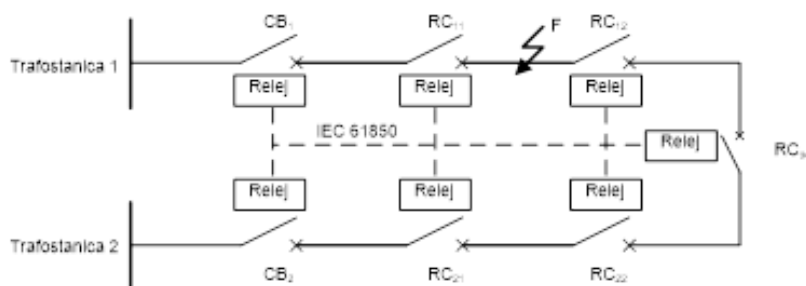 CB₁ RC₁₁ F RC₁₂
Trafostanica 1
Relej Relej Relej
IEC 61850
Relej RC₃
Relej Relej Relej
Trafostanica 2
CB₂ RC₂₁ RC₂₂